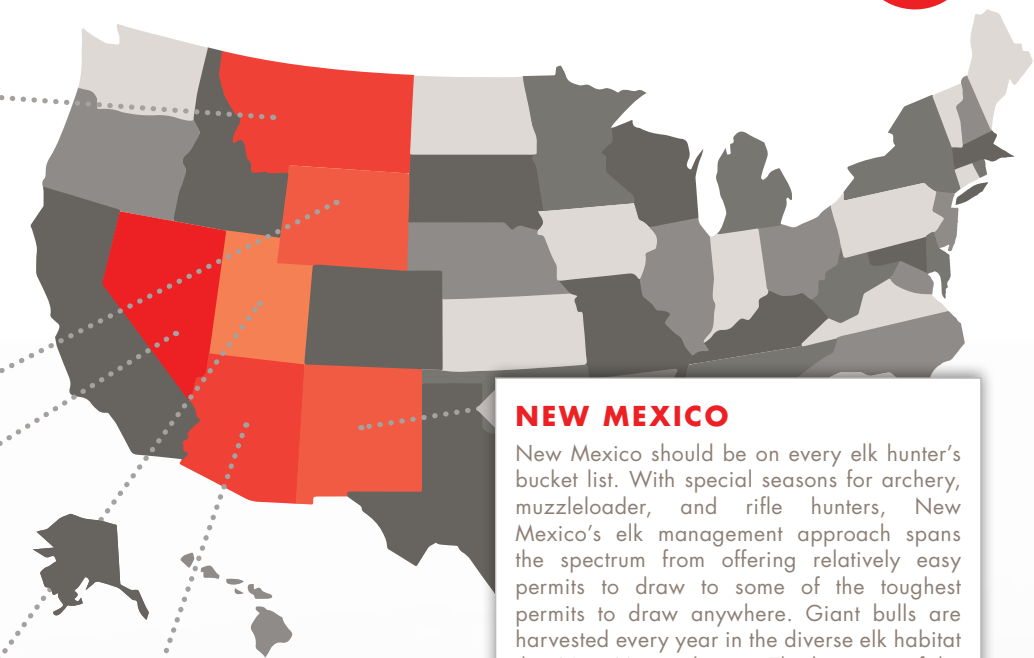 NEW MEXICO
New Mexico should be on every elk hunter's
bucket list. With special seasons for archery,
muzzleloader, and rifle hunters, New
Mexico's elk management approach spans
the spectrum from offering relatively easy
permits to draw to some of the toughest
permits to draw anywhere. Giant bulls are
harvested every year in the diverse elk habitat